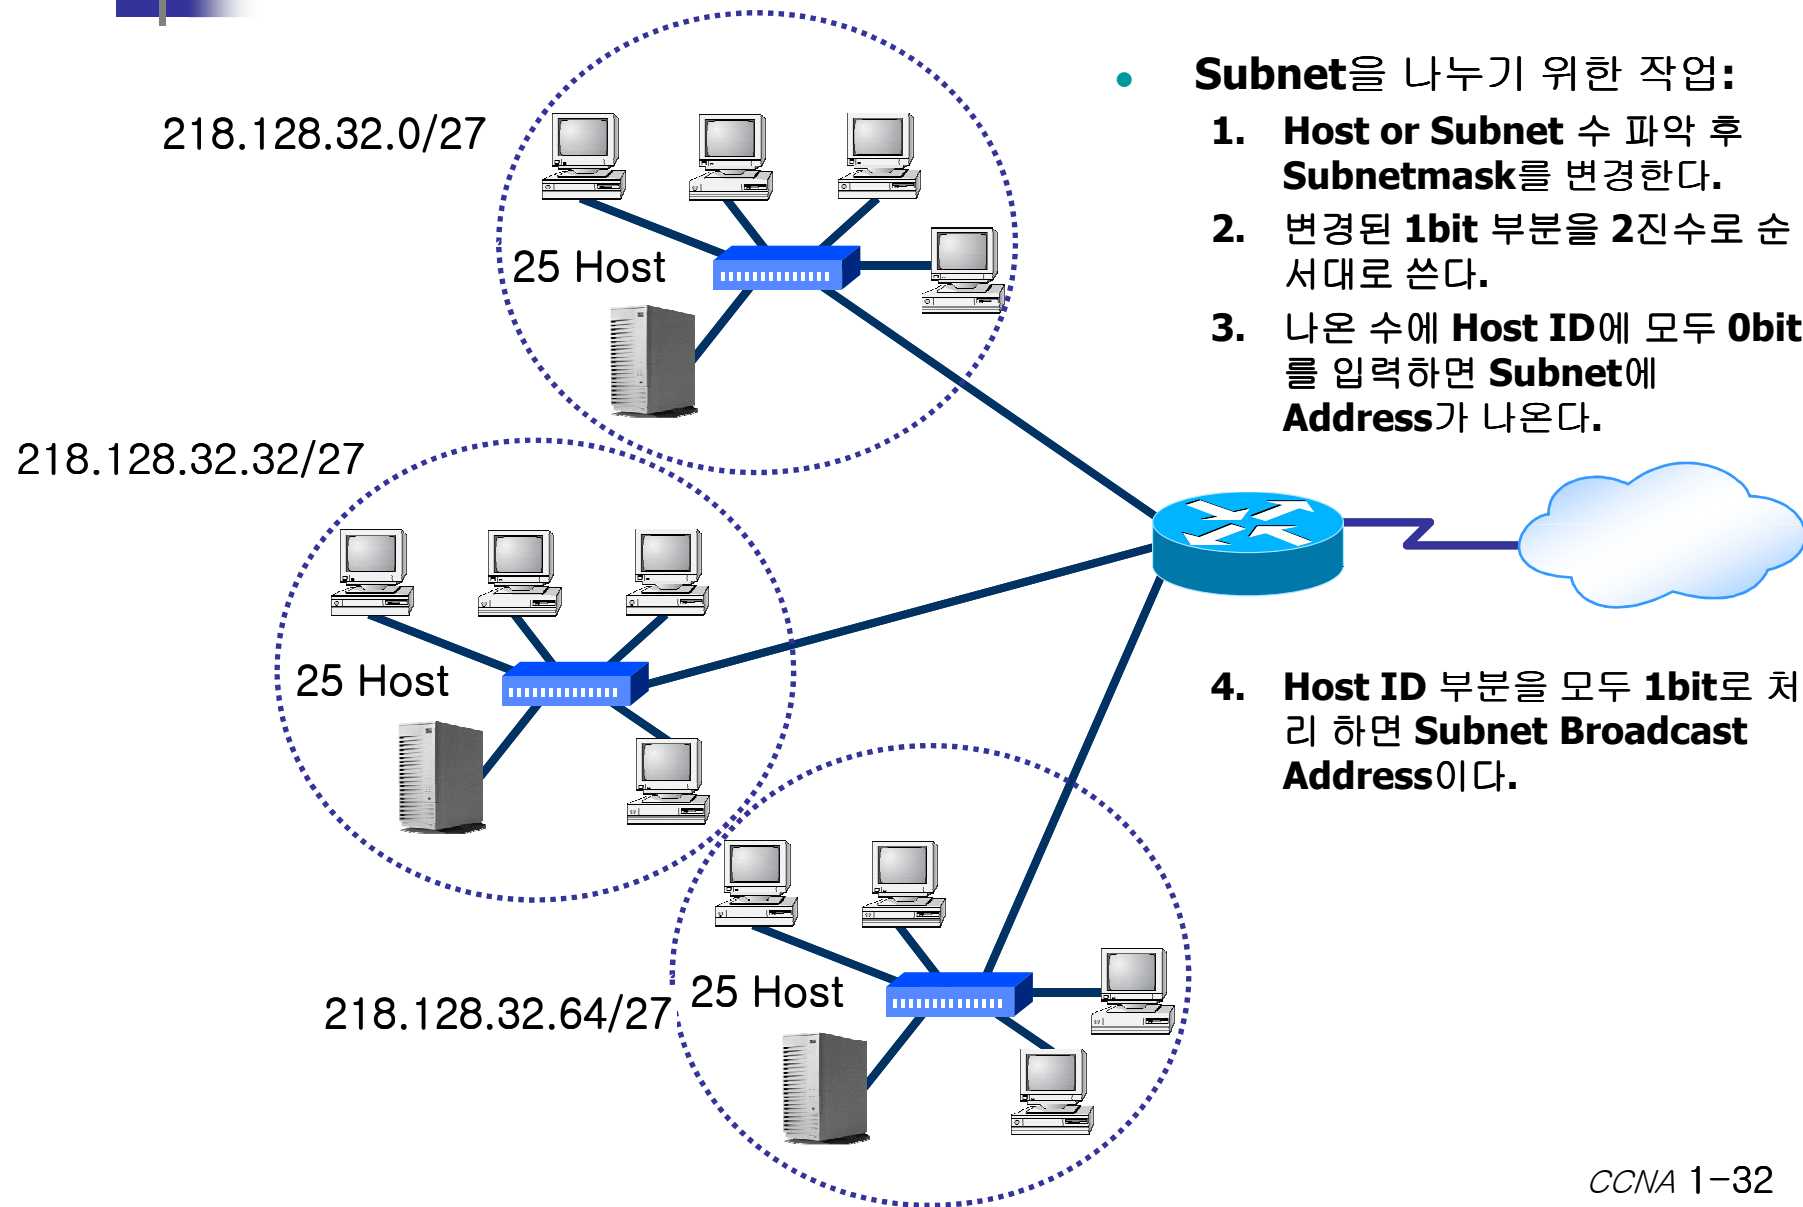 Subnet을 나누기 위한 작업:
1. Host or Subnet 수 파악 후
Subnetmask를 변경한다.
2. 변경된 1bit 부분을 2진수로 순
서대로 쓴다.
3. 나온 수에 Host ID에 모두 0bit
를 입력하면 Subnet에
Address가 나온다.
4. Host ID 부분을 모두 1bit로 처
리 하면 Subnet Broadcast
Address이다.
218.128.32.0/27
25 Host
218.128.32.32/27
25 Host
218.128.32.64/27
25 Host
CCNA 1-32